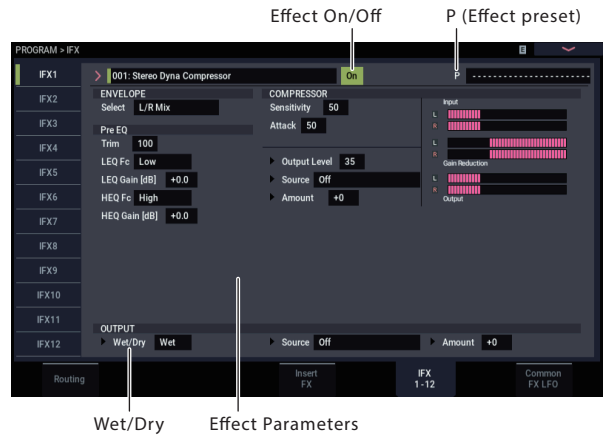 Effect On/Off
P (Effect preset)
PROGRAM > IFX
E
IFX1
001: Stereo Dyna Compressor
On
P
----------------------
IFX2
IFX3
IFX4
IFX5
IFX6
IFX7
IFX8
IFX9
IFX10
IFX11
IFX12
ENVELOPE
Select L/R Mix
Pre EQ
Trim 100
LEQ Fc Low
LEQ Gain [dB] +0.0
HEQ Fc High
HEQ Gain [dB] +0.0
COMPRESSOR
Sensitivity 50
Attack 50
Output Level 35
Source Off
Amount +0
Input
L
R
L
R
Gain Reduction
L
R
Output
OUTPUT
Wet/Dry Wet
Source Off
Amount +0
Routing
Insert
FX
IFX
1 -12
Common
FX LFO
Wet/Dry
Effect Parameters